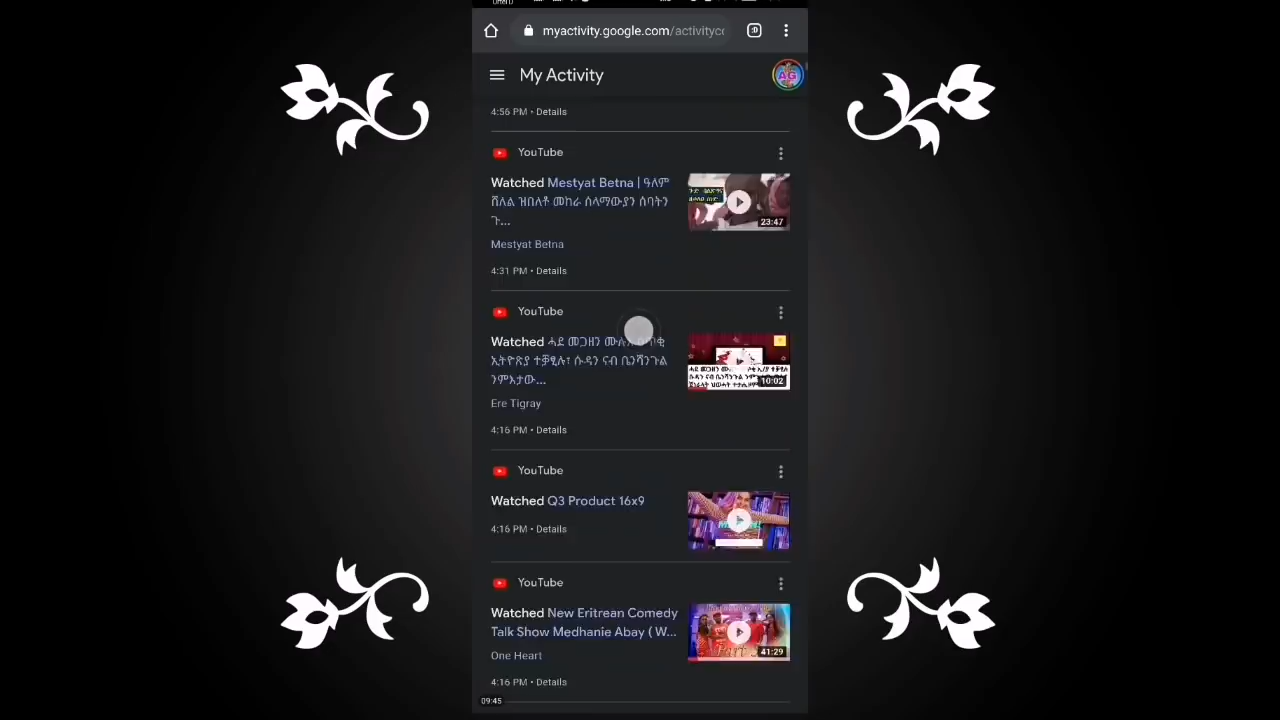 myactivity.google.com/activityco
:D
My Activity
AG
4:56 PM • Details
YouTube
Watched Mestyat Betna | ዓለም
ሸለል ዝበለቶ መከራ ሰላማውያን ሰባትን
ጉ...
23:47
Mestyat Betna
4:31 PM • Details
YouTube
Watched ሓደ መጋዘን
ኢትዮጵያ ተቓፂሉ፣ ሱዳን ናብ ቤንሻንጉል
ንምእታው...
10:02
Ere Tigray
4:16 PM • Details
YouTube
Watched Q3 Product 16x9
4:16 PM • Details
YouTube
Watched New Eritrean Comedy
Talk Show Medhanie Abay ( W...
41:29
One Heart
4:16 PM • Details
09:45